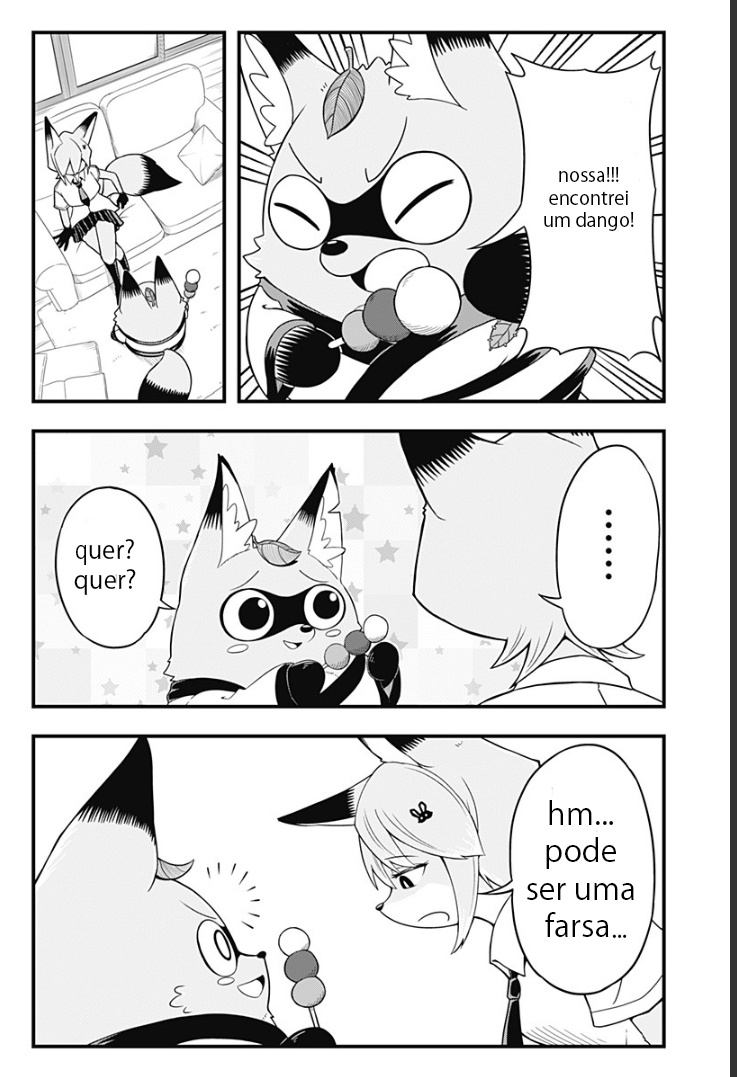 nossa!!!
encontrei
um dango!
......
quer?
quer?
hm...
pode
ser uma
farsa...